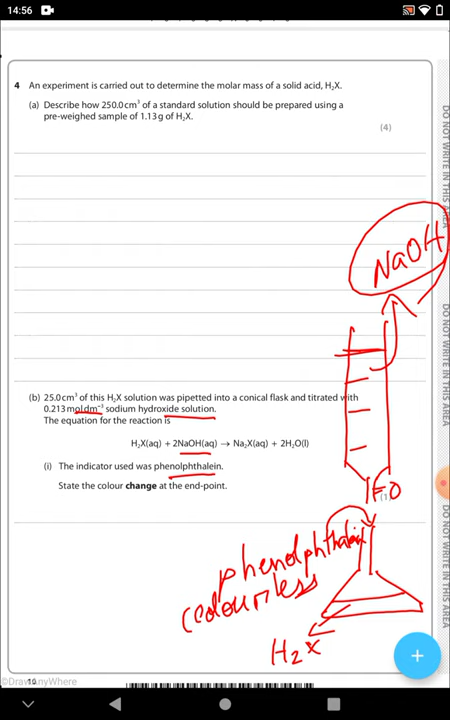 14:56
4 An experiment is carried out to determine the molar mass of a solid acid, H₂X.
(a) Describe how 250.0 cm³ of a standard solution should be prepared using a
pre-weighed sample of 1.13 g of H₂X.
(4)
DO NOT WRITE IN THIS AREA
NaOH
DO NOT WRITE IN THIS AREA
(b) 25.0 cm³ of this H₂X solution was pipetted into a conical flask and titrated with
0.213 mol dm⁻³ sodium hydroxide solution.
The equation for the reaction is
H₂X(aq) + 2NaOH(aq) → Na₂X(aq) + 2H₂O(l)
(i) The indicator used was phenolphthalein.
State the colour change at the end-point.
(1)
DO NOT WRITE IN THIS AREA
colourless
H₂X
10
©DrawAnyWhere